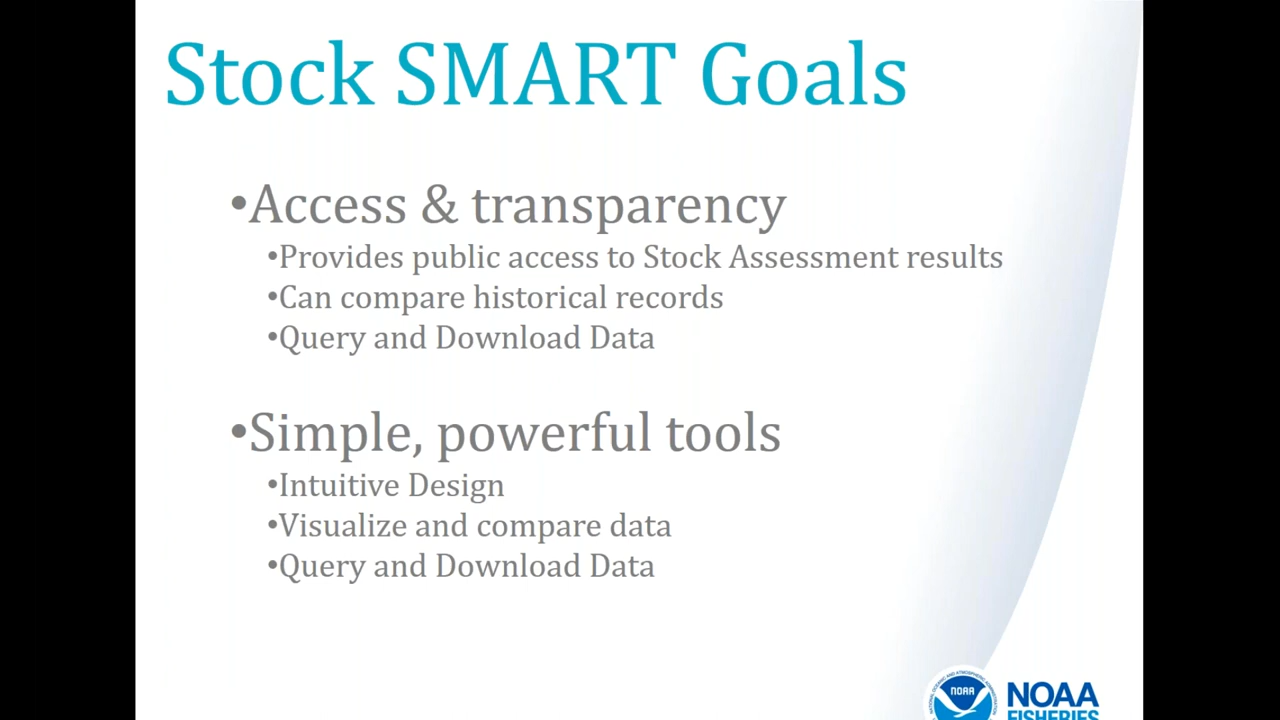 Stock SMART Goals
•Access & transparency
•Provides public access to Stock Assessment results
•Can compare historical records
•Query and Download Data
•Simple, powerful tools
•Intuitive Design
•Visualize and compare data
•Query and Download Data
NOAA
NOAA
FISHERIES